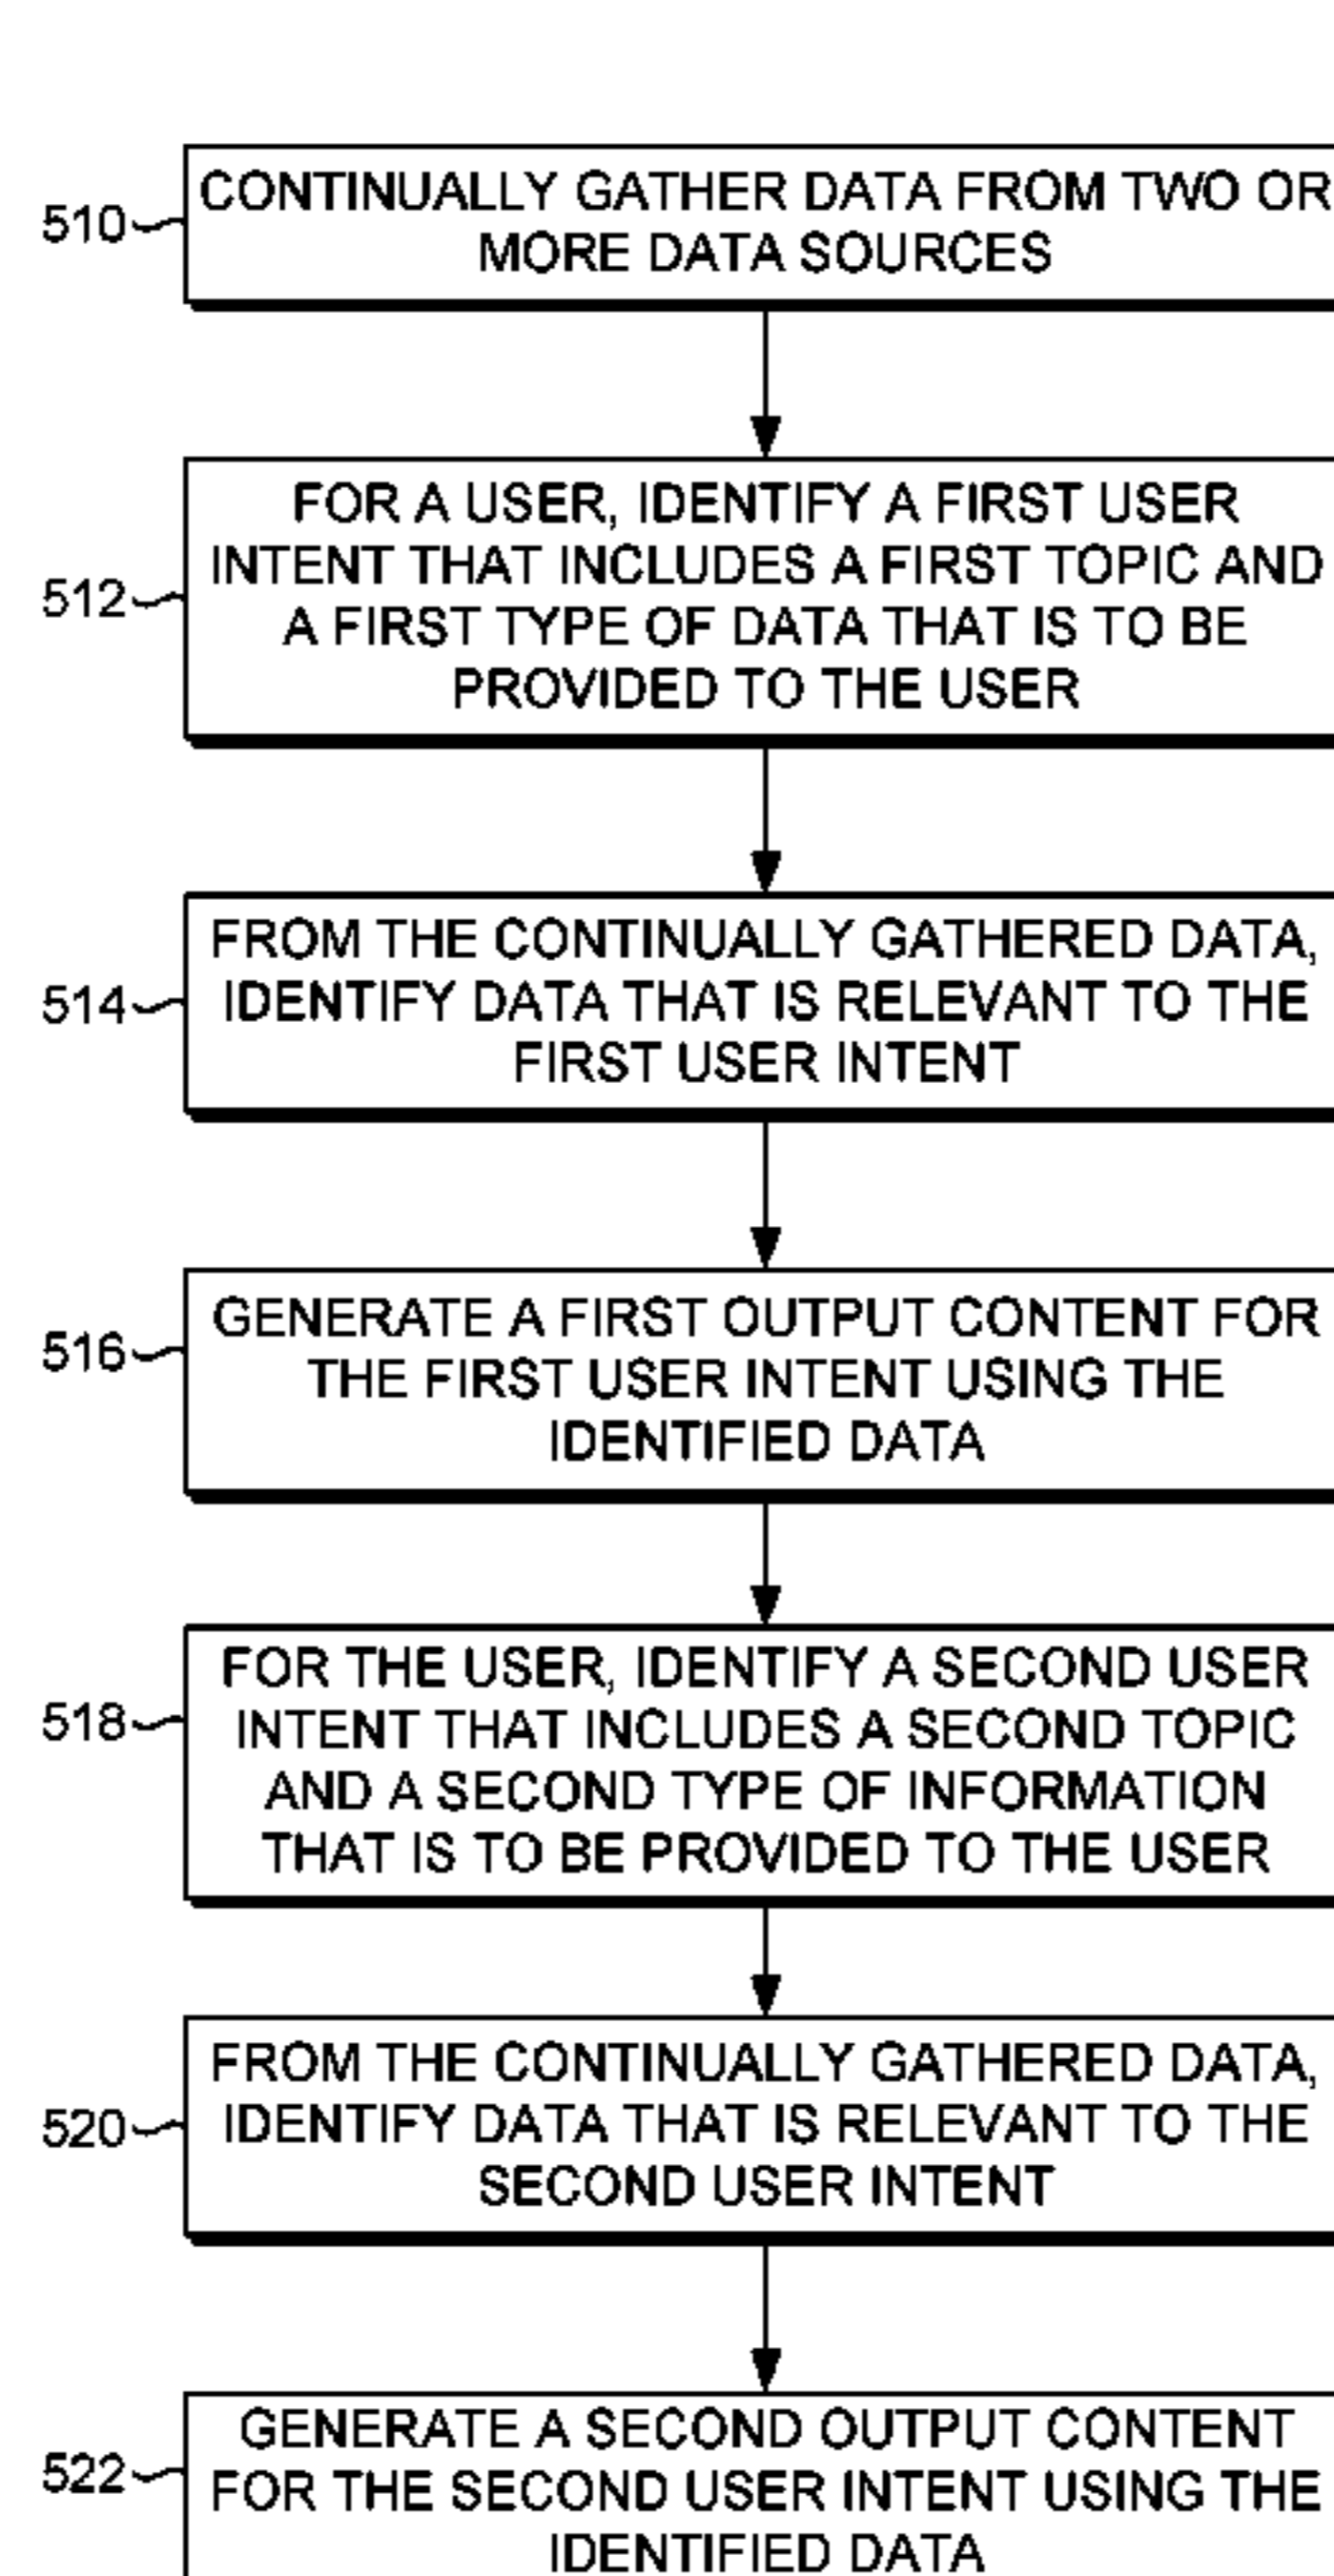 CONTINUALLY GATHER DATA FROM TWO OR
510
MORE DATA SOURCES
FOR A USER, IDENTIFY A FIRST USER
INTENT THAT INCLUDES A FIRST TOPIC AND
512
A FIRST TYPE OF DATA THAT IS TO BE
PROVIDED TO THE USER
FROM THE CONTINUALLY GATHERED DATA,
514
IDENTIFY DATA THAT IS RELEVANT TO THE
FIRST USER INTENT
GENERATE A FIRST OUTPUT CONTENT FOR
516
THE FIRST USER INTENT USING THE
IDENTIFIED DATA
FOR THE USER, IDENTIFY A SECOND USER
518
INTENT THAT INCLUDES A SECOND TOPIC
AND A SECOND TYPE OF INFORMATION
THAT IS TO BE PROVIDED TO THE USER
FROM THE CONTINUALLY GATHERED DATA,
520
IDENTIFY DATA THAT IS RELEVANT TO THE
SECOND USER INTENT
GENERATE A SECOND OUTPUT CONTENT
522
FOR THE SECOND USER INTENT USING THE
IDENTIFIED DATA